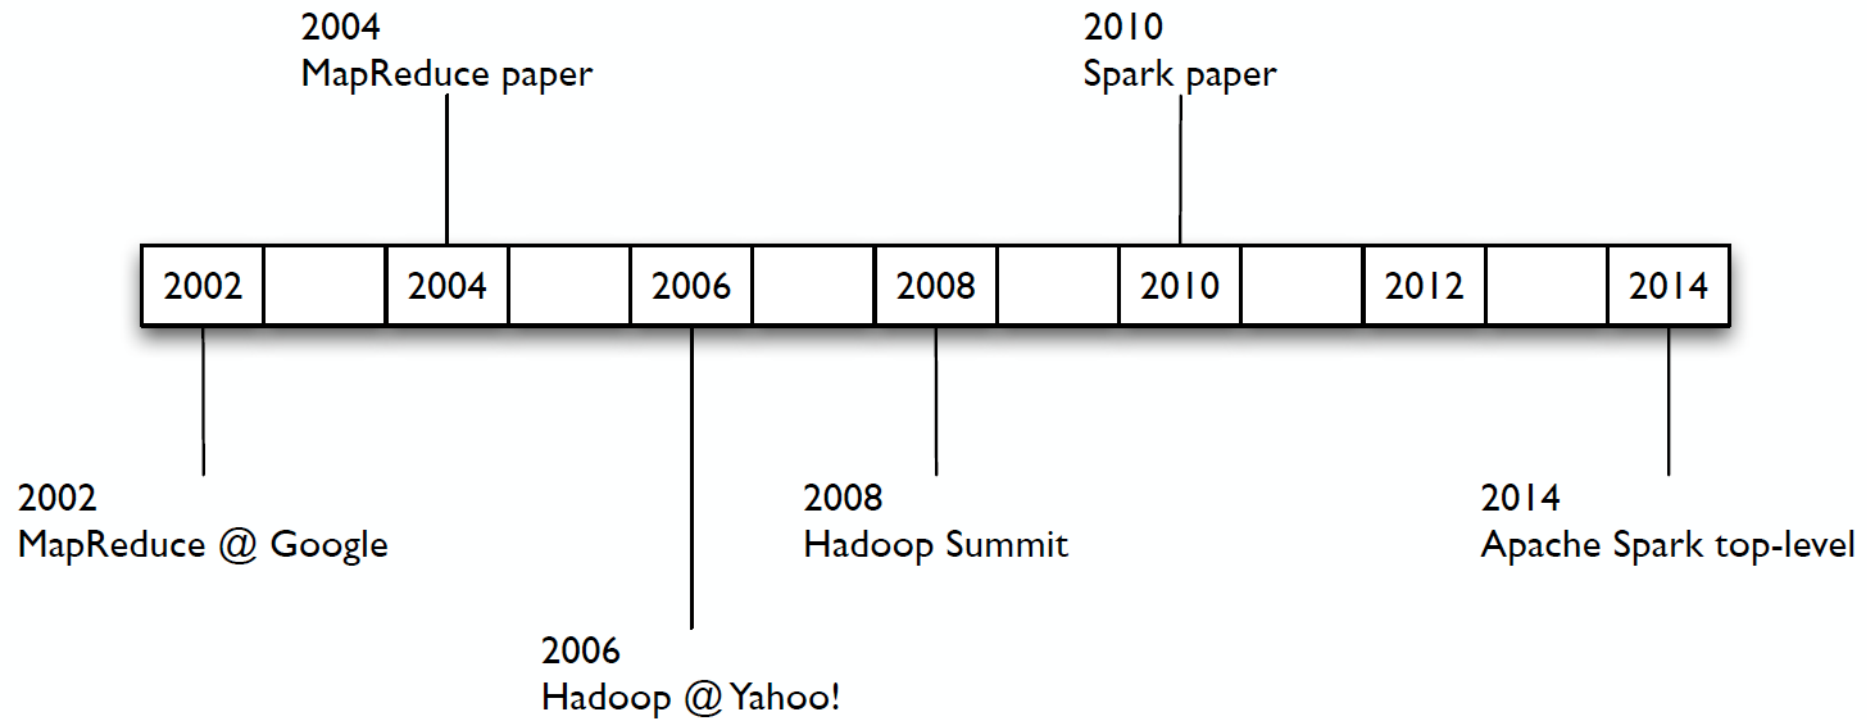 2004
MapReduce paper
2010
Spark paper
2002
2004
2006
2008
2010
2012
2014
2002
MapReduce @ Google
2008
Hadoop Summit
2014
Apache Spark top-level
2006
Hadoop @ Yahoo!